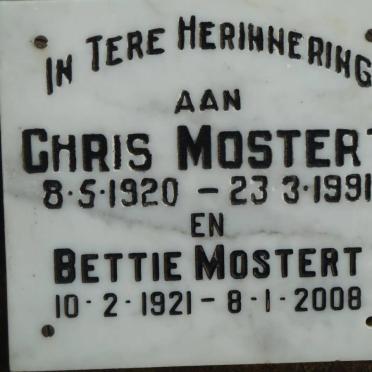 IN TERE HERINNERING
AAN
CHRIS MOSTERT
8·5·1920 – 23 3·1991
EN
BETTIE MOSTERT
10·2·1921 – 8·1·2008